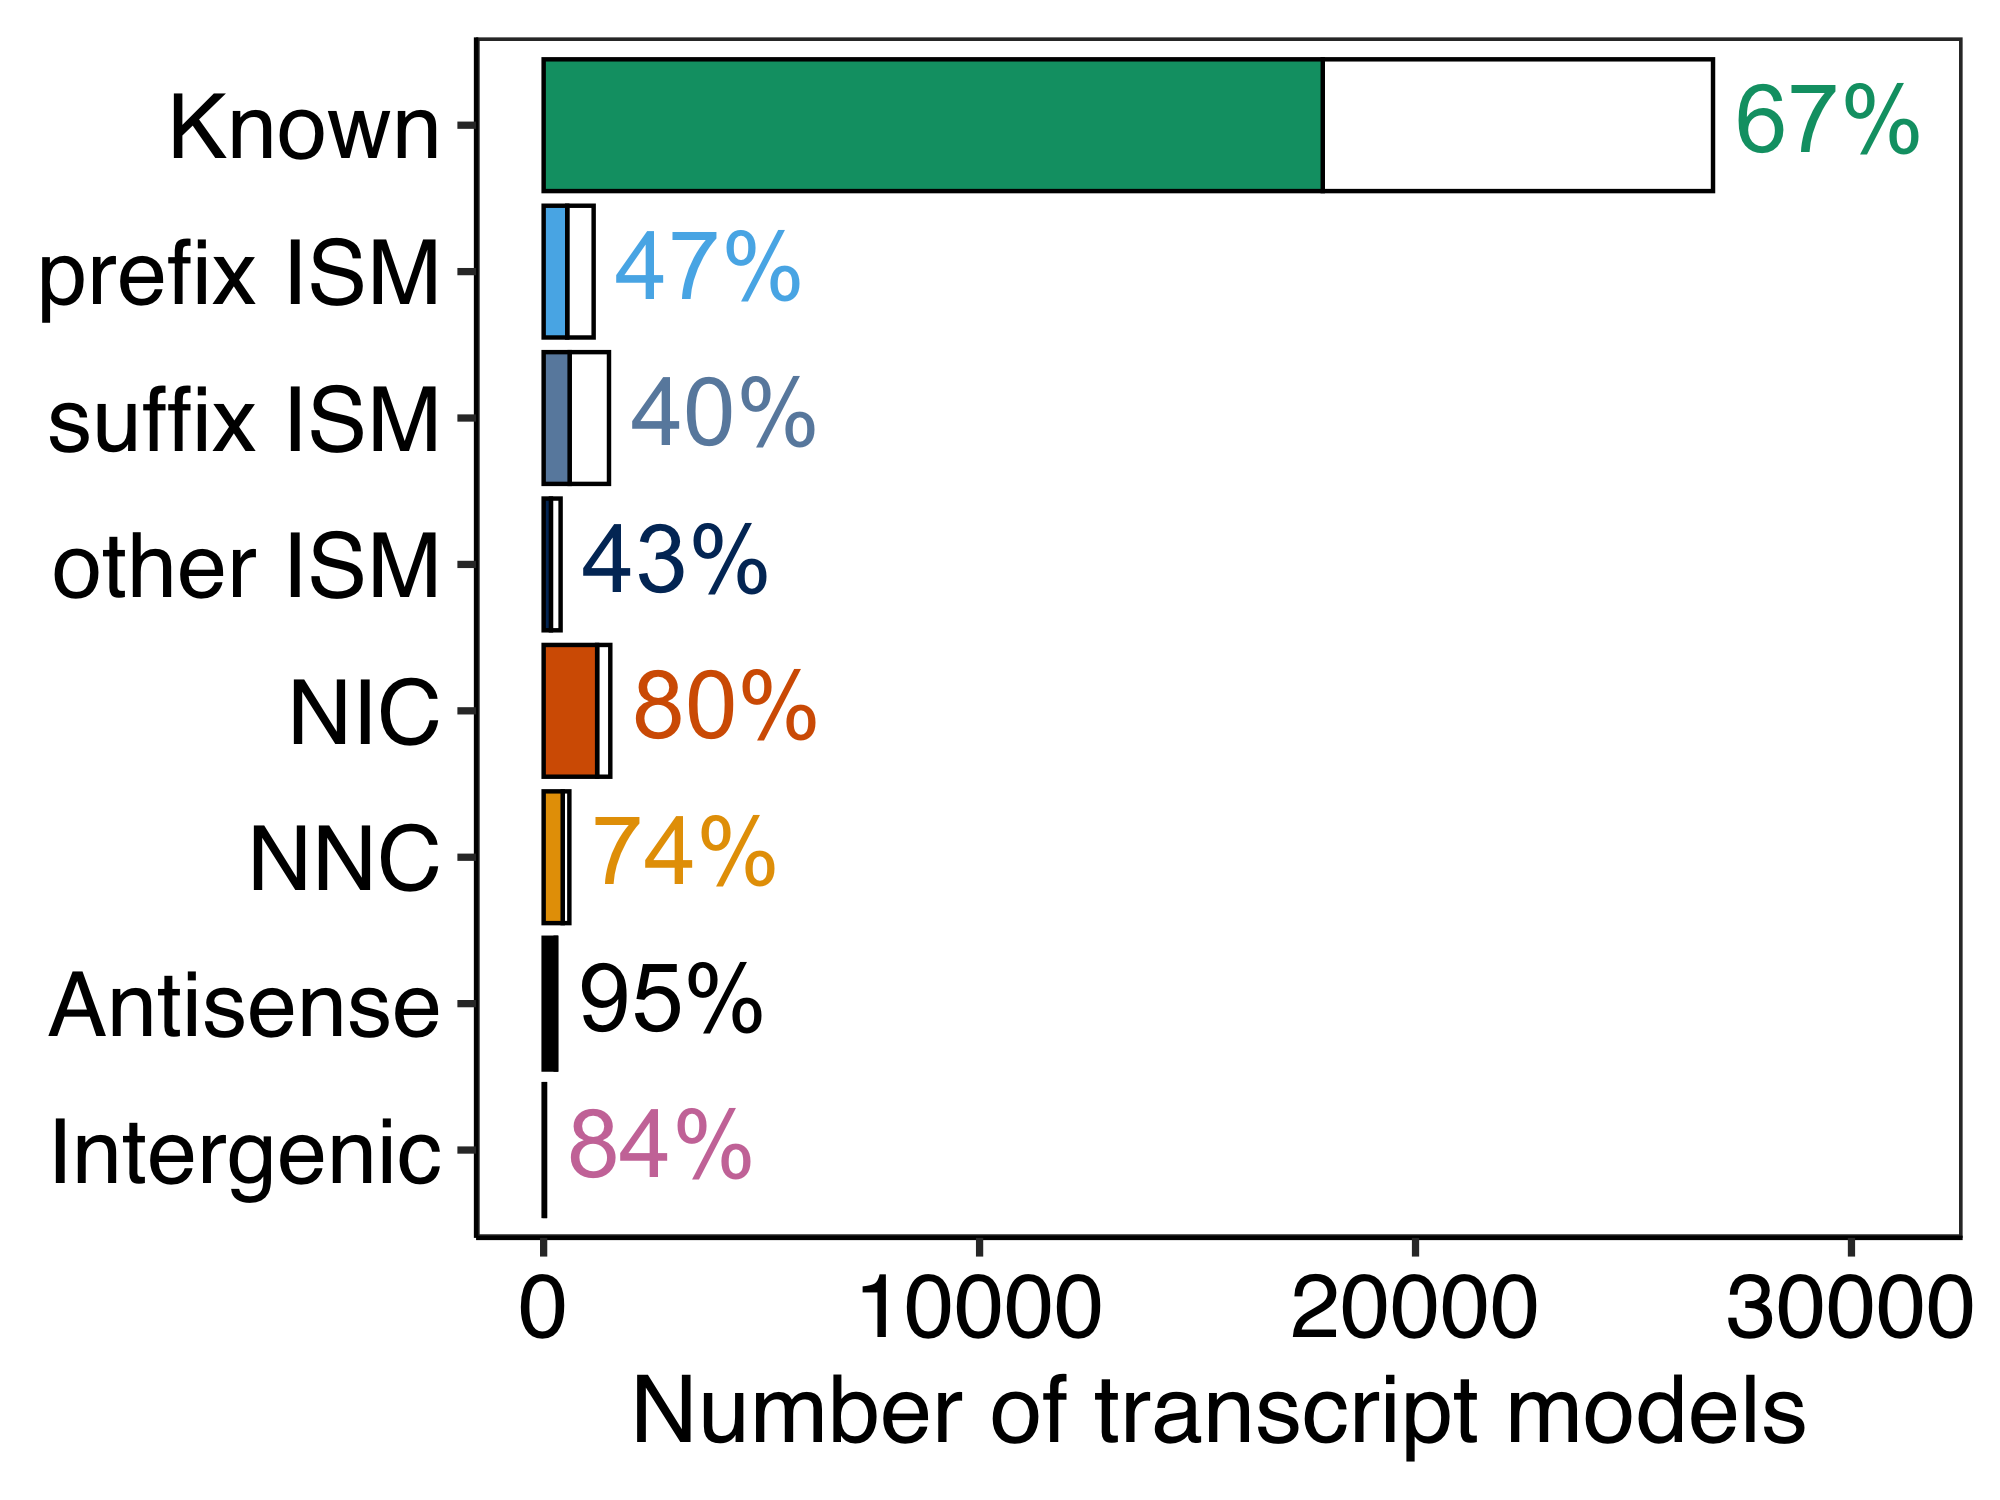 Known 67%
prefix ISM 47%
suffix ISM 40%
other ISM 43%
NIC 80%
NNC 74%
Antisense 95%
Intergenic 84%
0 10000 20000 30000
Number of transcript models